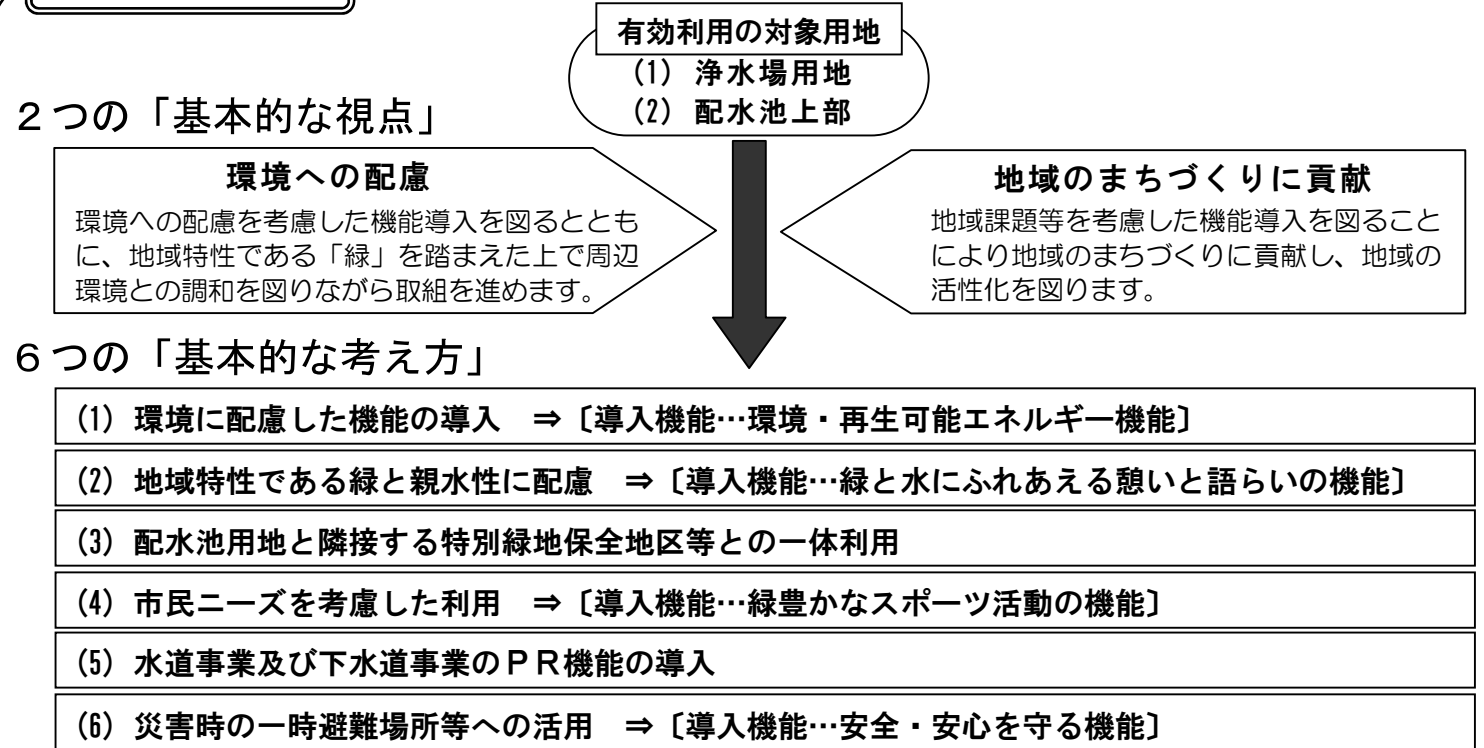 有効利用の対象用地
(1) 浄水場用地
(2) 配水池上部
２つの「基本的な視点」
環境への配慮
環境への配慮を考慮した機能導入を図るととも
に、地域特性である「緑」を踏まえた上で周辺
環境との調和を図りながら取組を進めます。
地域のまちづくりに貢献
地域課題等を考慮した機能導入を図ること
により地域のまちづくりに貢献し、地域の
活性化を図ります。
６つの「基本的な考え方」
(1) 環境に配慮した機能の導入　⇒〔導入機能…環境・再生可能エネルギー機能〕
(2) 地域特性である緑と親水性に配慮　⇒〔導入機能…緑と水にふれあえる憩いと語らいの機能〕
(3) 配水池用地と隣接する特別緑地保全地区等との一体利用
(4) 市民ニーズを考慮した利用　⇒〔導入機能…緑豊かなスポーツ活動の機能〕
(5) 水道事業及び下水道事業のＰＲ機能の導入
(6) 災害時の一時避難場所等への活用　⇒〔導入機能…安全・安心を守る機能〕